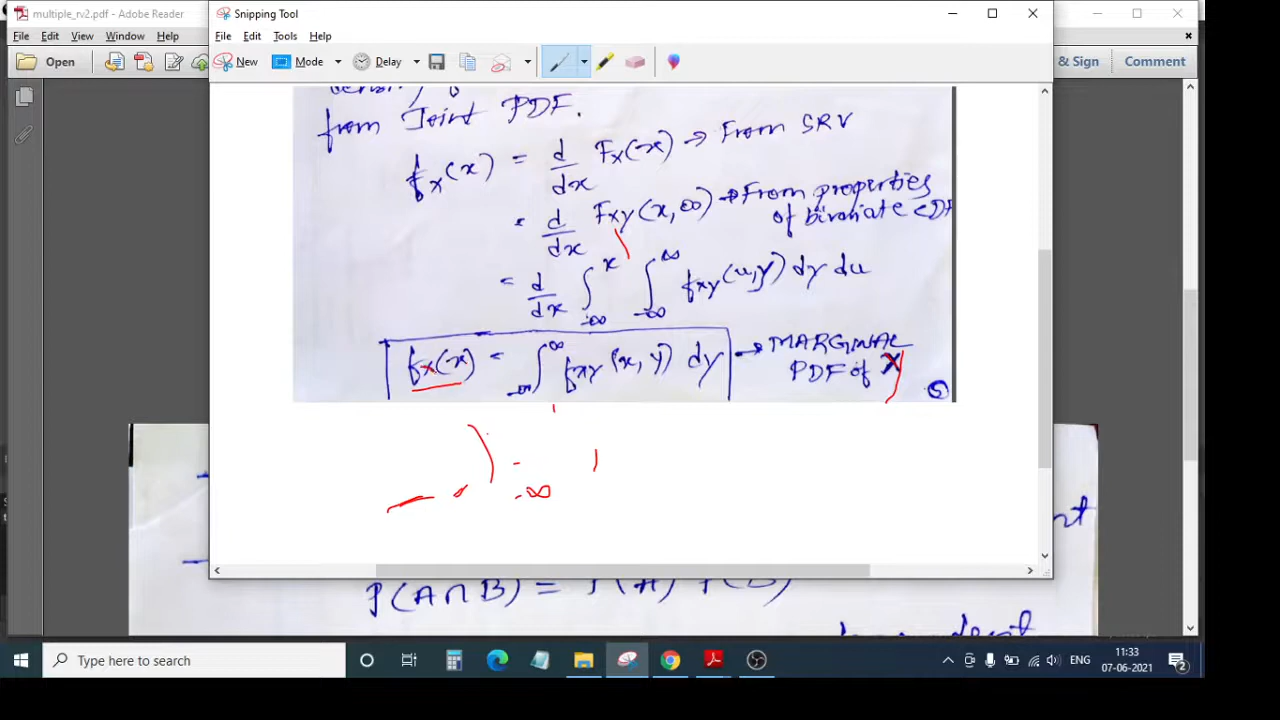 multiple_rv2.pdf - Adobe Reader
File Edit View Window Help
Open
& Sign
Comment
Snipping Tool
File Edit Tools Help
New Mode Delay
from Joint PDF.
fx(x) = d/dx Fx(x) → From SRV
= d/dx Fxy(x,∞) → From properties
of bivariate CDF
= d/dx ∫_{-∞}^{x} ∫_{-∞}^{∞} fxy(u,y) dy du
fx(x) = ∫_{-∞}^{∞} fxy(x,y) dy → MARGINAL
PDF of X
-∞
P(A∩B) = P(A) P(B)
Type here to search
ENG
11:33
07-06-2021
2